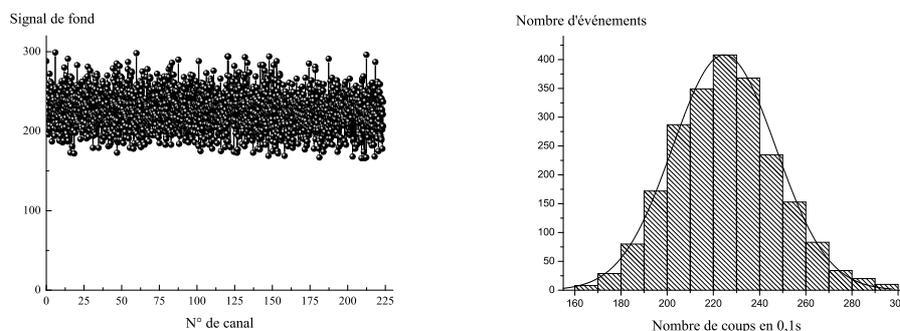 Signal de fond
300
200
100
0
0 25 50 75 100 125 150 175 200 225
N° de canal
Nombre d'événements
400
350
300
250
200
150
100
50
0
160 180 200 220 240 260 280 30
Nombre de coups en 0,1s